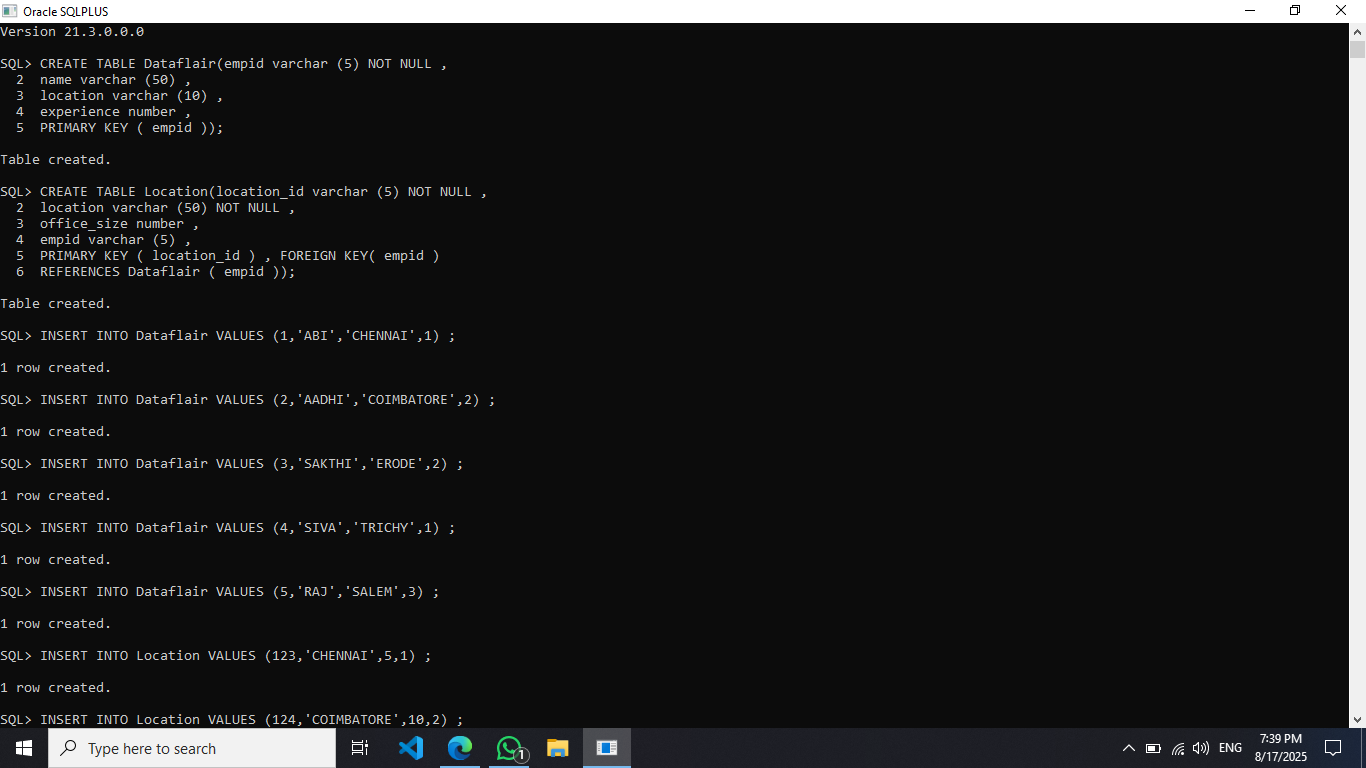 Oracle SQLPLUS
Version 21.3.0.0.0
SQL> CREATE TABLE Dataflair(empid varchar (5) NOT NULL ,
  2  name varchar (50) ,
  3  location varchar (10) ,
  4  experience number ,
  5  PRIMARY KEY ( empid ));
Table created.
SQL> CREATE TABLE Location(location_id varchar (5) NOT NULL ,
  2  location varchar (50) NOT NULL ,
  3  office_size number ,
  4  empid varchar (5) ,
  5  PRIMARY KEY ( location_id ) , FOREIGN KEY( empid )
  6  REFERENCES Dataflair ( empid ));
Table created.
SQL> INSERT INTO Dataflair VALUES (1,'ABI','CHENNAI',1) ;
1 row created.
SQL> INSERT INTO Dataflair VALUES (2,'AADHI','COIMBATORE',2) ;
1 row created.
SQL> INSERT INTO Dataflair VALUES (3,'SAKTHI','ERODE',2) ;
1 row created.
SQL> INSERT INTO Dataflair VALUES (4,'SIVA','TRICHY',1) ;
1 row created.
SQL> INSERT INTO Dataflair VALUES (5,'RAJ','SALEM',3) ;
1 row created.
SQL> INSERT INTO Location VALUES (123,'CHENNAI',5,1) ;
1 row created.
SQL> INSERT INTO Location VALUES (124,'COIMBATORE',10,2) ;
Type here to search
1
ENG
7:39 PM
8/17/2025